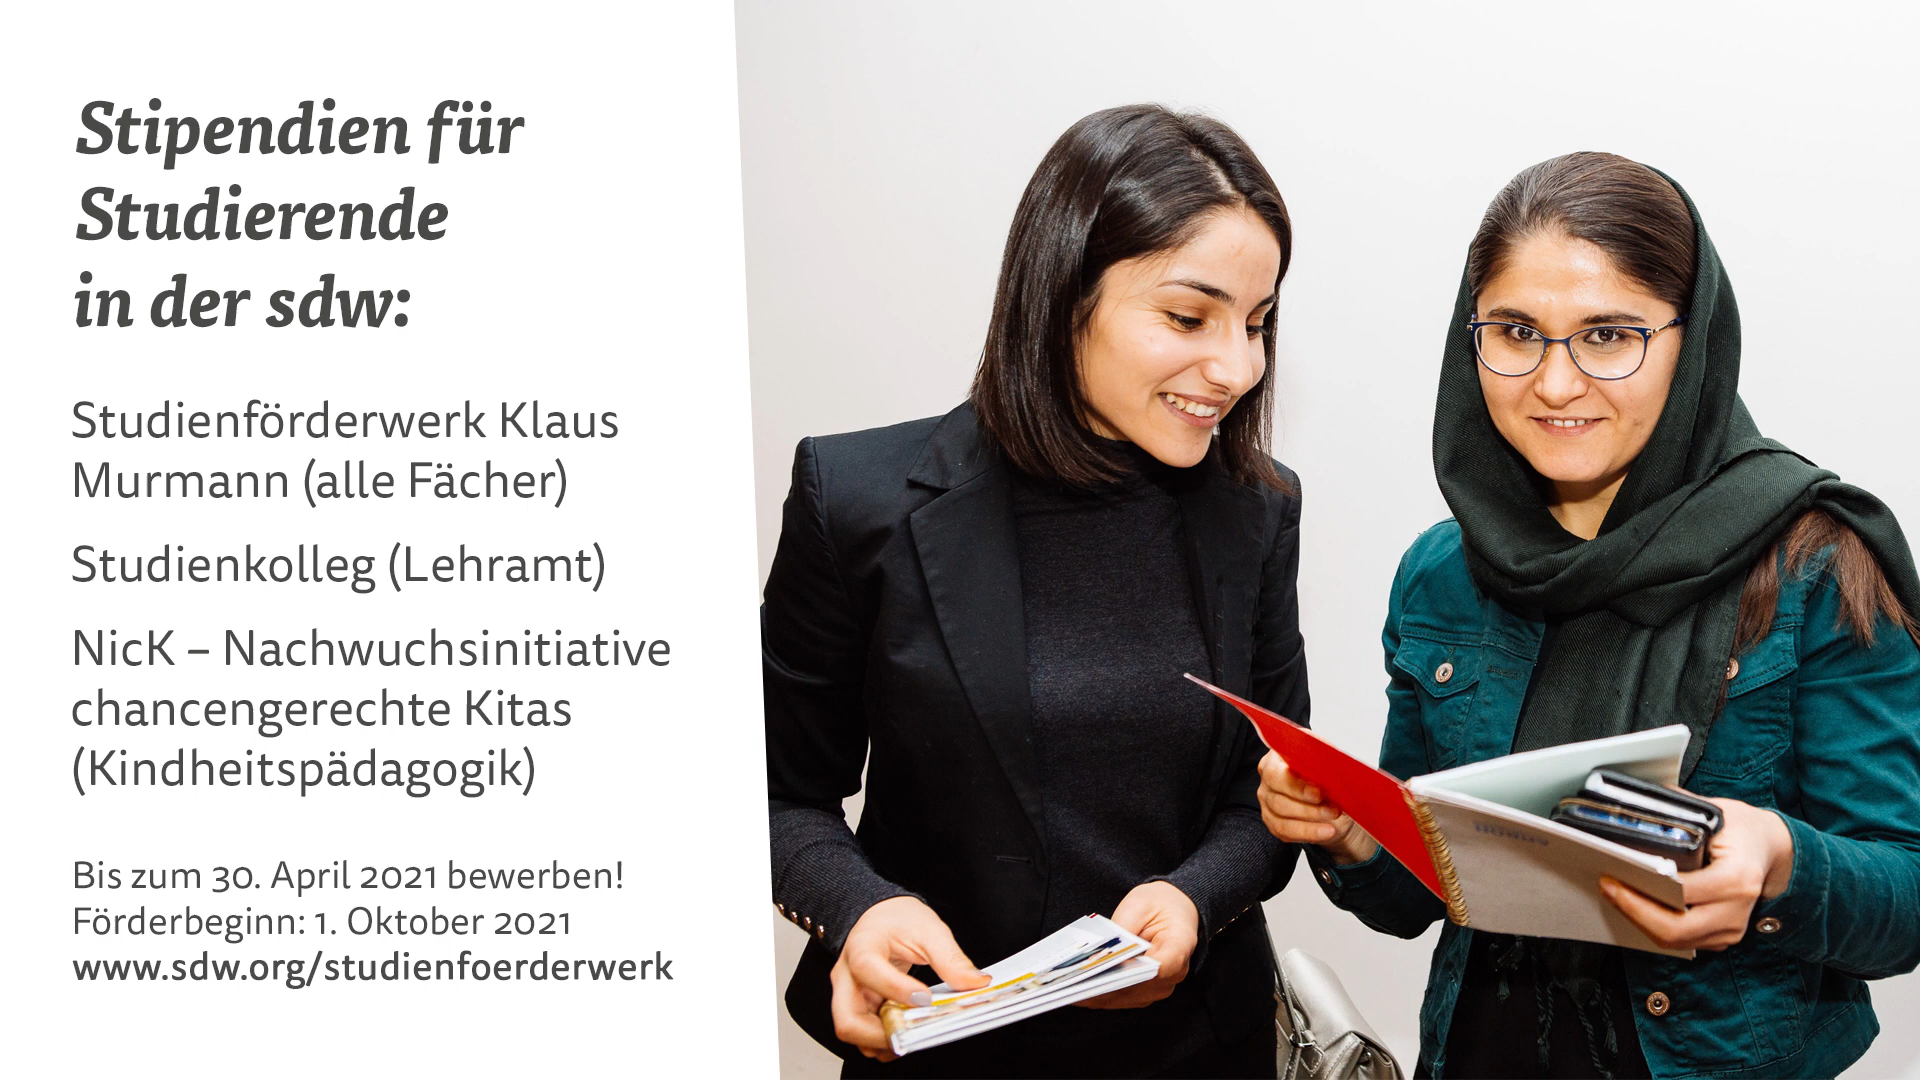 Stipendien für
Studierende
in der sdw:
Studienförderwerk Klaus
Murmann (alle Fächer)
Studienkolleg (Lehramt)
NicK – Nachwuchsinitiative
chancengerechte Kitas
(Kindheitspädagogik)
Bis zum 30. April 2021 bewerben!
Förderbeginn: 1. Oktober 2021
www.sdw.org/studienfoerderwerk